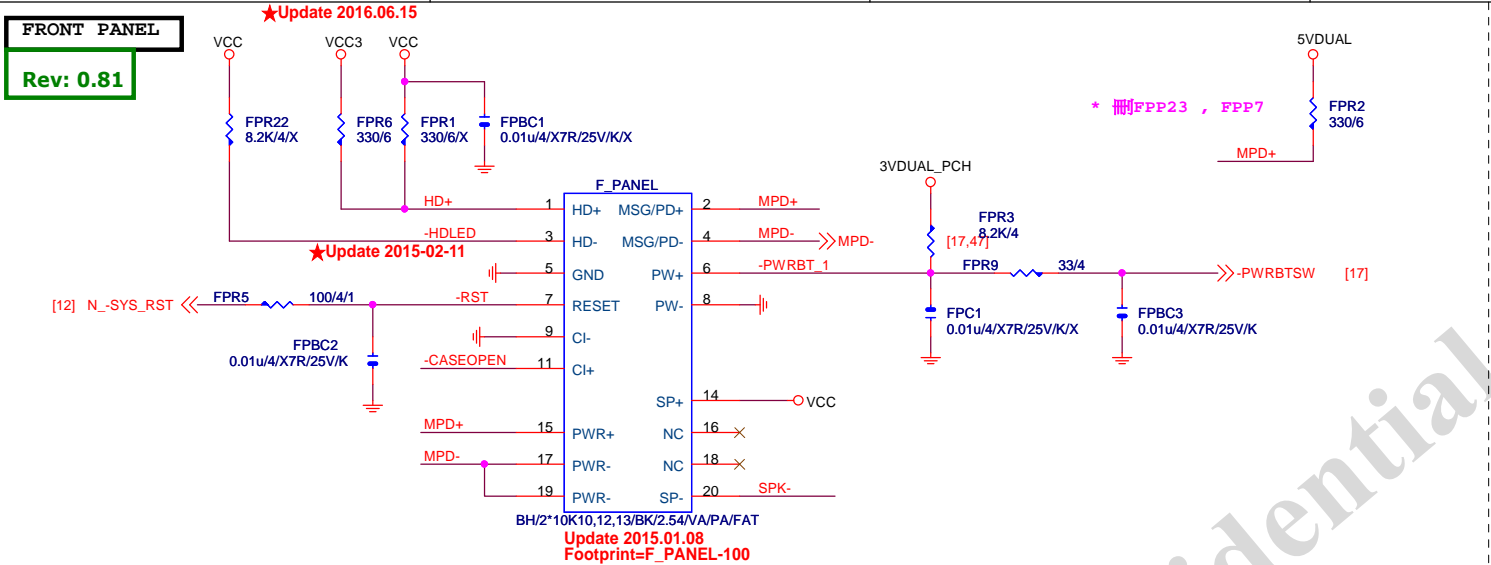 ★Update 2016.06.15
FRONT PANEL
Rev: 0.81
VCC
VCC3
VCC
5VDUAL
FPR22
8.2K/4/X
FPR6
330/6
FPR1
330/6/X
FPBC1
0.01u/4/X7R/25V/K/X
* 刪FPP23 , FPP7
FPR2
330/6
MPD+
3VDUAL_PCH
F_PANEL
HD+ 1 HD+ MSG/PD+ 2 MPD+
-HDLED 3 HD- MSG/PD- 4 MPD- MPD- [17,47]
FPR3
8.2K/4
★Update 2015-02-11
5 GND PW+ 6 -PWRBT_1 FPR9 33/4 -PWRBTSW [17]
[12] N_-SYS_RST FPR5 100/4/1 -RST 7 RESET PW- 8
FPC1
0.01u/4/X7R/25V/K/X
FPBC3
0.01u/4/X7R/25V/K
9 CI-
FPBC2
0.01u/4/X7R/25V/K
-CASEOPEN 11 CI+
SP+ 14 VCC
MPD+ 15 PWR+ NC 16
MPD- 17 PWR- NC 18
19 PWR- SP- 20 SPK-
BH/2*10K10,12,13/BK/2.54/VA/PA/FAT
Update 2015.01.08
Footprint=F_PANEL-100